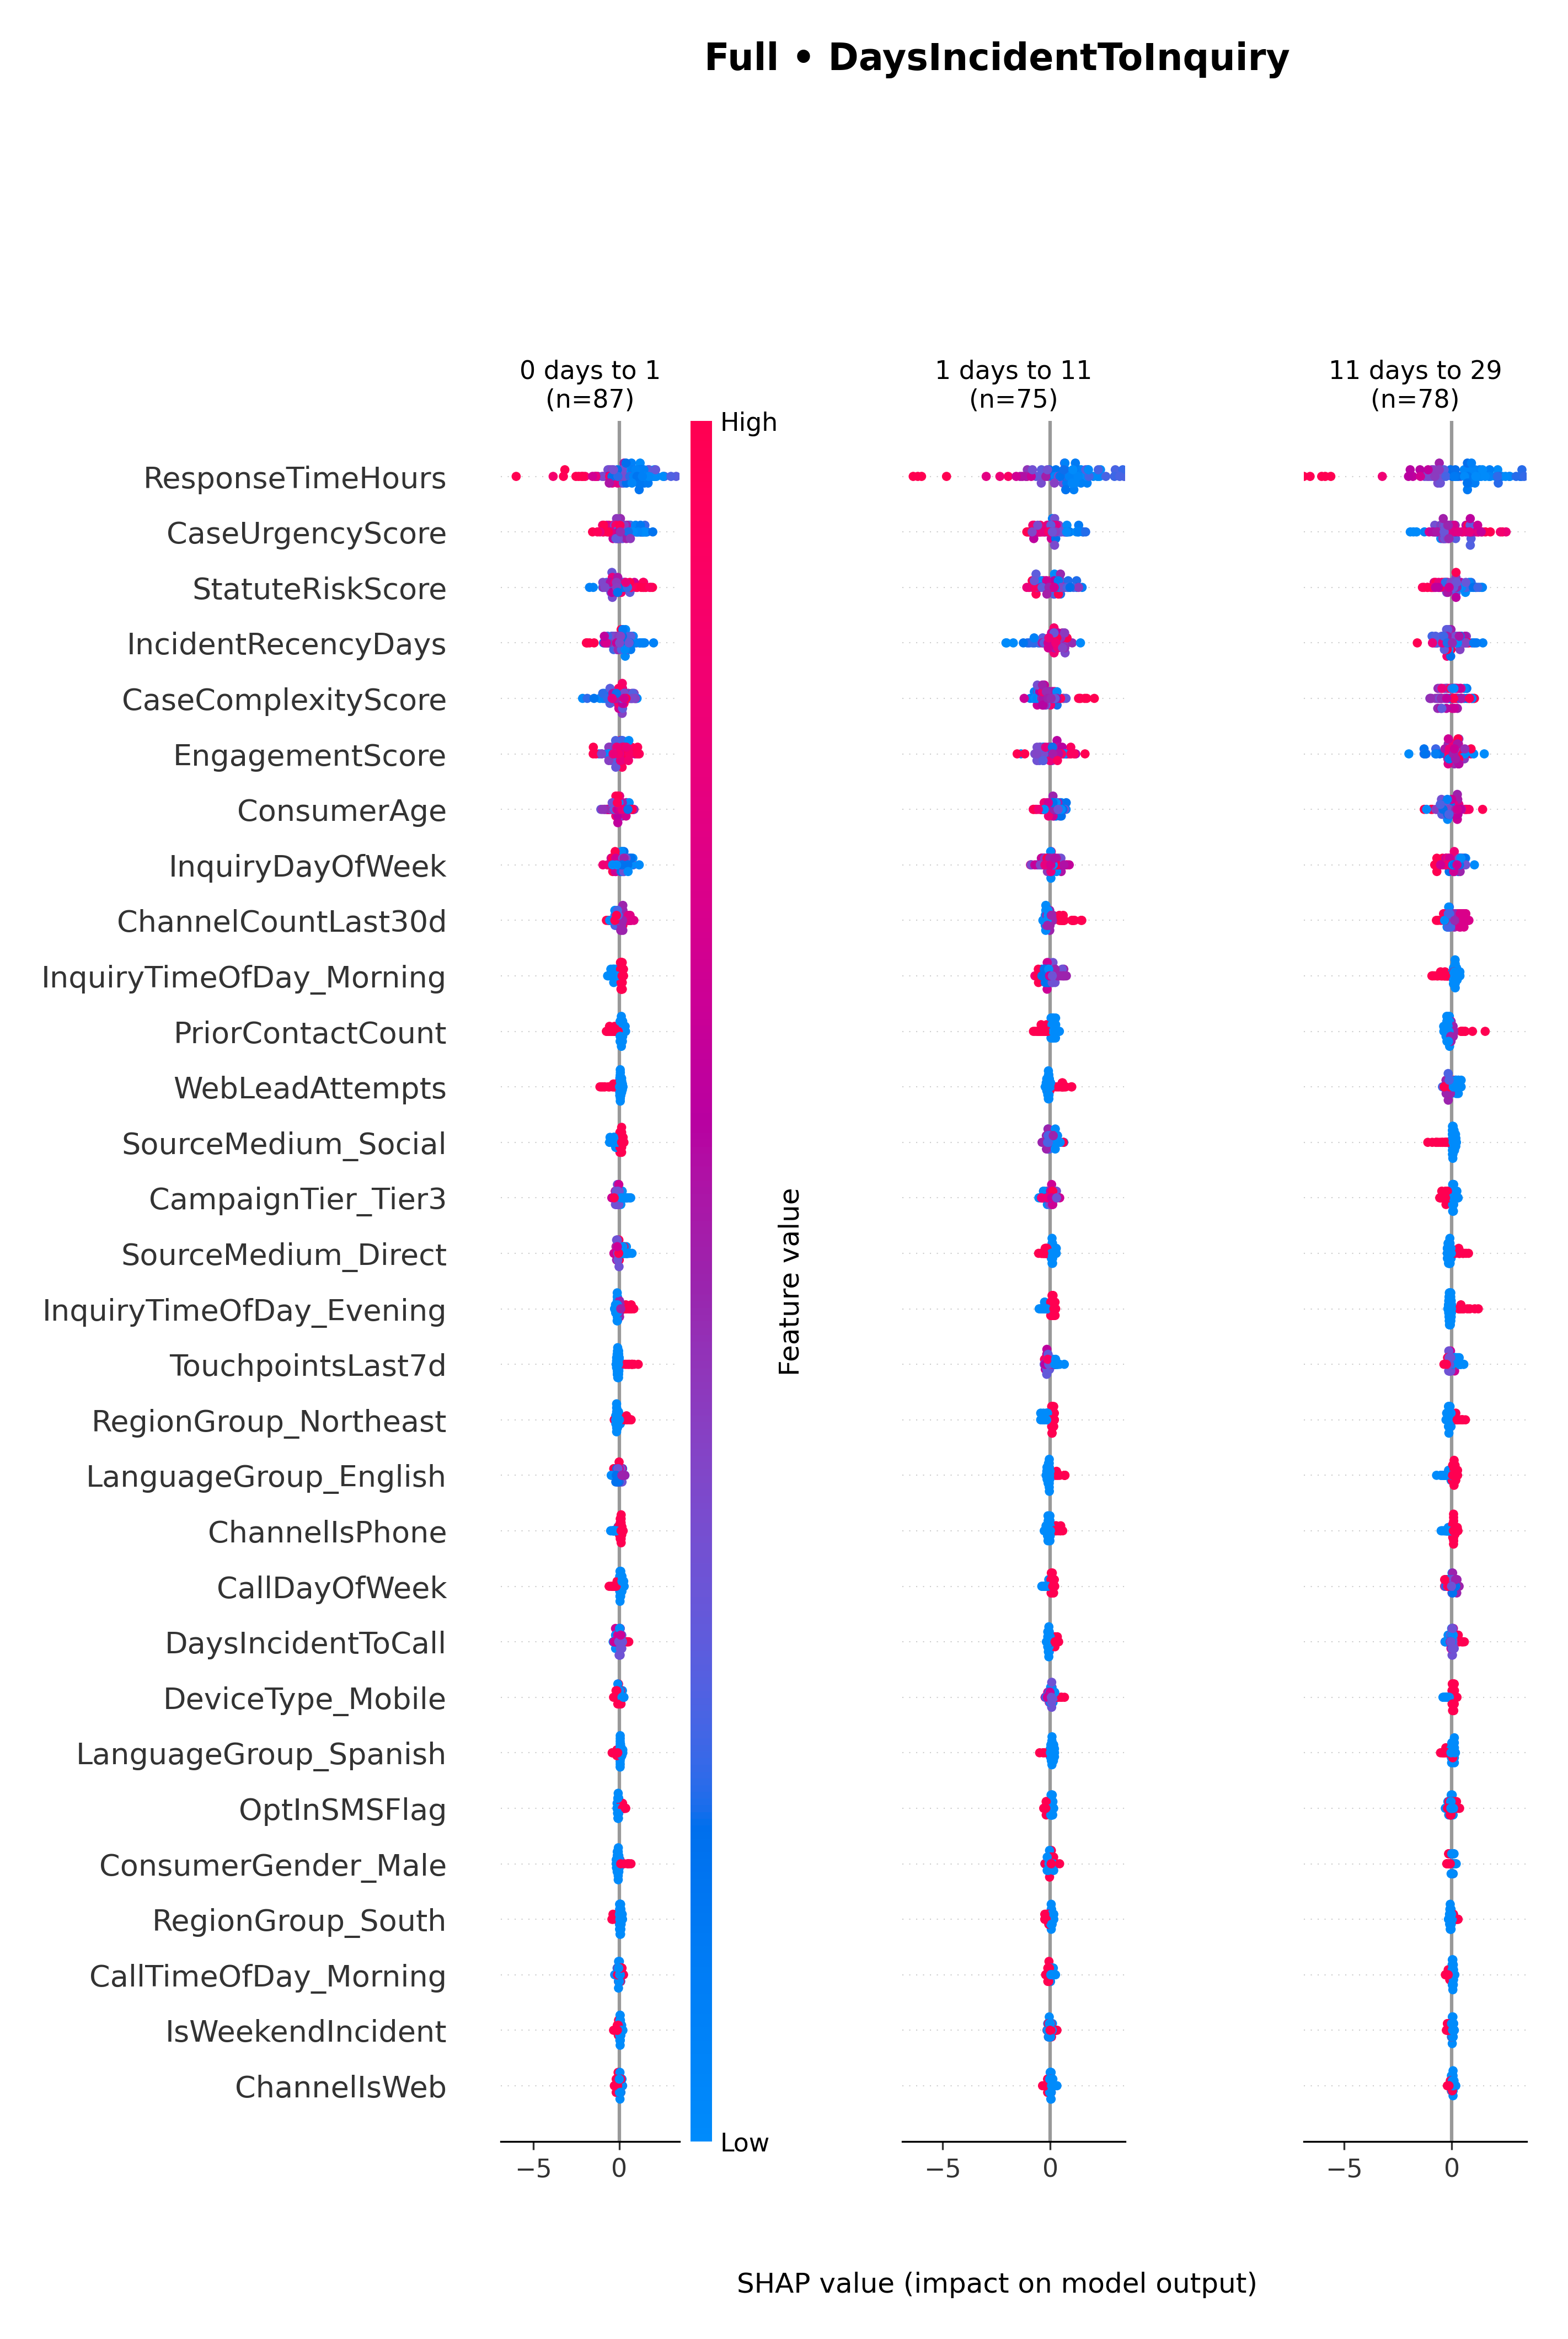 Full • DaysIncidentToInquiry
0 days to 1
(n=87)
1 days to 11
(n=75)
11 days to 29
(n=78)
High
ResponseTimeHours
CaseUrgencyScore
StatuteRiskScore
IncidentRecencyDays
CaseComplexityScore
EngagementScore
ConsumerAge
InquiryDayOfWeek
ChannelCountLast30d
InquiryTimeOfDay_Morning
PriorContactCount
WebLeadAttempts
SourceMedium_Social
CampaignTier_Tier3
SourceMedium_Direct
InquiryTimeOfDay_Evening
TouchpointsLast7d
RegionGroup_Northeast
LanguageGroup_English
ChannelIsPhone
CallDayOfWeek
DaysIncidentToCall
DeviceType_Mobile
LanguageGroup_Spanish
OptInSMSFlag
ConsumerGender_Male
RegionGroup_South
CallTimeOfDay_Morning
IsWeekendIncident
ChannelIsWeb
Feature value
Low
−5 0
−5 0
−5 0
SHAP value (impact on model output)